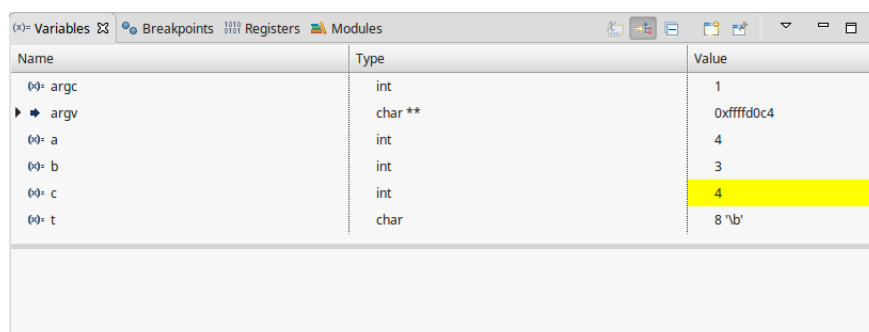 (x)= Variables Breakpoints 1010 0101 Registers Modules
Name Type Value
(x)= argc int 1
argv char ** 0xffffd0c4
(x)= a int 4
(x)= b int 3
(x)= c int 4
(x)= t char 8 '\b'